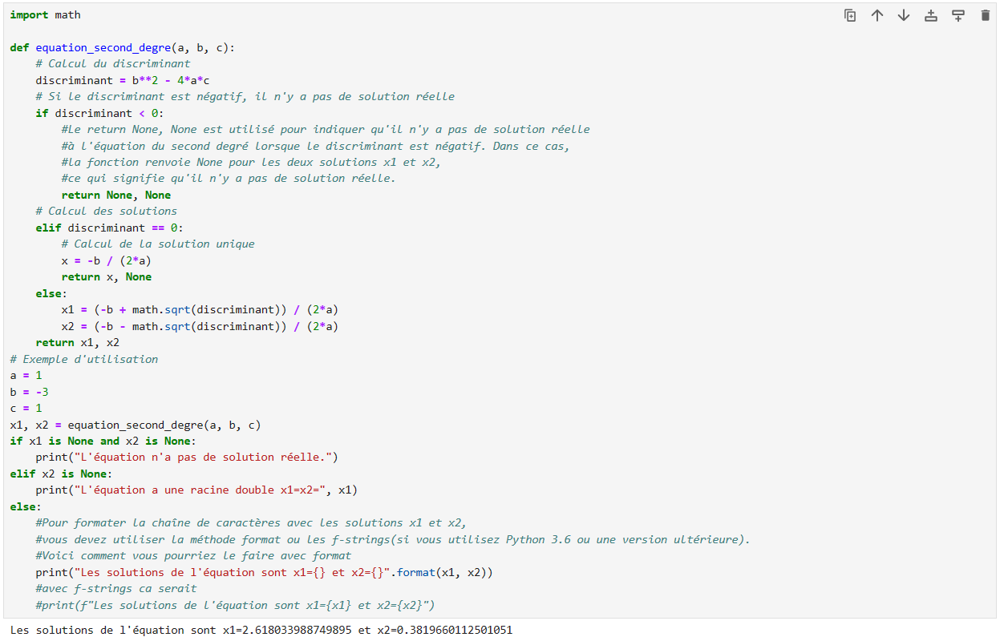 import math

def equation_second_degre(a, b, c):
    # Calcul du discriminant
    discriminant = b**2 - 4*a*c
    # Si le discriminant est négatif, il n'y a pas de solution réelle
    if discriminant < 0:
        #Le return None, None est utilisé pour indiquer qu'il n'y a pas de solution réelle
        #à l'équation du second degré lorsque le discriminant est négatif. Dans ce cas,
        #la fonction renvoie None pour les deux solutions x1 et x2,
        #ce qui signifie qu'il n'y a pas de solution réelle.
        return None, None
    # Calcul des solutions
    elif discriminant == 0:
        # Calcul de la solution unique
        x = -b / (2*a)
        return x, None
    else:
        x1 = (-b + math.sqrt(discriminant)) / (2*a)
        x2 = (-b - math.sqrt(discriminant)) / (2*a)
    return x1, x2
# Exemple d'utilisation
a = 1
b = -3
c = 1
x1, x2 = equation_second_degre(a, b, c)
if x1 is None and x2 is None:
    print("L'équation n'a pas de solution réelle.")
elif x2 is None:
    print("L'équation a une racine double x1=x2=", x1)
else:
    #Pour formater la chaîne de caractères avec les solutions x1 et x2,
    #vous devez utiliser la méthode format ou les f-strings(si vous utilisez Python 3.6 ou une version ultérieure).
    #Voici comment vous pourriez le faire avec format
    print("Les solutions de l'équation sont x1={} et x2={}".format(x1, x2))
    #avec f-strings ca serait
    #print(f"Les solutions de l'équation sont x1={x1} et x2={x2}")
Les solutions de l'équation sont x1=2.618033988749895 et x2=0.3819660112501051